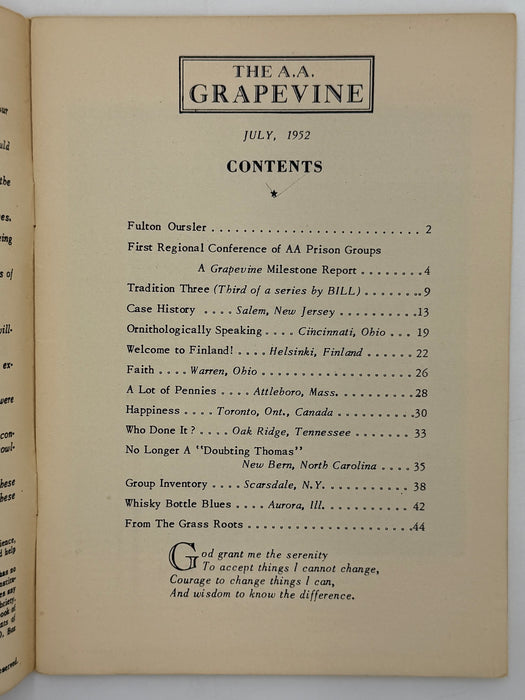 THE A.A.
GRAPEVINE
JULY, 1952
CONTENTS
Fulton Oursler . . . . . . . . . . . . . . . . . . . . . . . . . . 2
First Regional Conference of AA Prison Groups
A Grapevine Milestone Report . . . . . . . . 4
Tradition Three (Third of a series by BILL) . . . . . . . . 9
Case History . . . . Salem, New Jersey . . . . . . . . . . 13
Ornithologically Speaking . . . . Cincinnati, Ohio . . . 19
Welcome to Finland! . . . . Helsinki, Finland . . . . . . 22
Faith . . . . Warren, Ohio . . . . . . . . . . . . . . . . . . . 26
A Lot of Pennies . . . . Attleboro, Mass. . . . . . . . . . 28
Happiness . . . . Toronto, Ont., Canada . . . . . . . . . . 30
Who Done It? . . . . Oak Ridge, Tennessee . . . . . . . 33
No Longer A "Doubting Thomas"
New Bern, North Carolina . . . . 35
Group Inventory . . . . Scarsdale, N.Y. . . . . . . . . . . 38
Whisky Bottle Blues . . . . Aurora, Ill. . . . . . . . . . . 42
From The Grass Roots . . . . . . . . . . . . . . . . . . . . 44
God grant me the serenity
To accept things I cannot change,
Courage to change things I can,
And wisdom to know the difference.